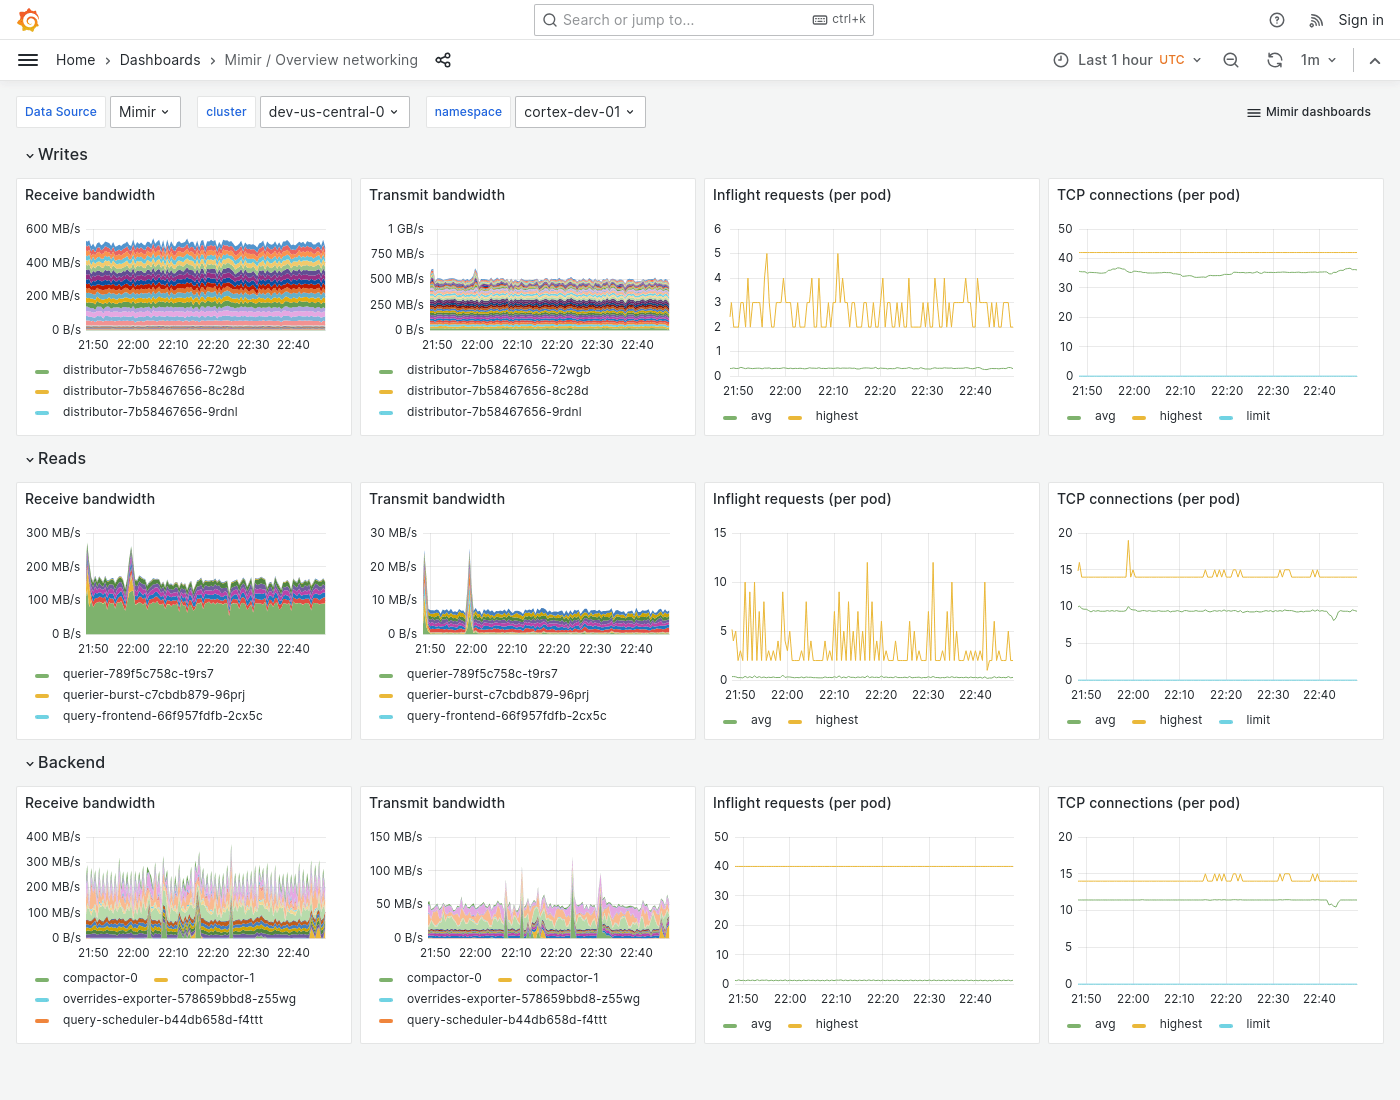 Search or jump to...
ctrl+k
Sign in
Home > Dashboards > Mimir / Overview networking
Last 1 hour UTC
1m
Data Source Mimir cluster dev-us-central-0 namespace cortex-dev-01
Mimir dashboards
Writes
Receive bandwidth
600 MB/s
400 MB/s
200 MB/s
0 B/s
21:50 22:00 22:10 22:20 22:30 22:40
distributor-7b58467656-72wgb
distributor-7b58467656-8c28d
distributor-7b58467656-9rdnl
Transmit bandwidth
1 GB/s
750 MB/s
500 MB/s
250 MB/s
0 B/s
21:50 22:00 22:10 22:20 22:30 22:40
distributor-7b58467656-72wgb
distributor-7b58467656-8c28d
distributor-7b58467656-9rdnl
Inflight requests (per pod)
6
5
4
3
2
1
0
21:50 22:00 22:10 22:20 22:30 22:40
avg highest
TCP connections (per pod)
50
40
30
20
10
0
21:50 22:00 22:10 22:20 22:30 22:40
avg highest limit
Reads
Receive bandwidth
300 MB/s
200 MB/s
100 MB/s
0 B/s
21:50 22:00 22:10 22:20 22:30 22:40
querier-789f5c758c-t9rs7
querier-burst-c7cbdb879-96prj
query-frontend-66f957fdfb-2cx5c
Transmit bandwidth
30 MB/s
20 MB/s
10 MB/s
0 B/s
21:50 22:00 22:10 22:20 22:30 22:40
querier-789f5c758c-t9rs7
querier-burst-c7cbdb879-96prj
query-frontend-66f957fdfb-2cx5c
Inflight requests (per pod)
15
10
5
0
21:50 22:00 22:10 22:20 22:30 22:40
avg highest
TCP connections (per pod)
20
15
10
5
0
21:50 22:00 22:10 22:20 22:30 22:40
avg highest limit
Backend
Receive bandwidth
400 MB/s
300 MB/s
200 MB/s
100 MB/s
0 B/s
21:50 22:00 22:10 22:20 22:30 22:40
compactor-0 compactor-1
overrides-exporter-578659bbd8-z55wg
query-scheduler-b44db658d-f4ttt
Transmit bandwidth
150 MB/s
100 MB/s
50 MB/s
0 B/s
21:50 22:00 22:10 22:20 22:30 22:40
compactor-0 compactor-1
overrides-exporter-578659bbd8-z55wg
query-scheduler-b44db658d-f4ttt
Inflight requests (per pod)
50
40
30
20
10
0
21:50 22:00 22:10 22:20 22:30 22:40
avg highest
TCP connections (per pod)
20
15
10
5
0
21:50 22:00 22:10 22:20 22:30 22:40
avg highest limit